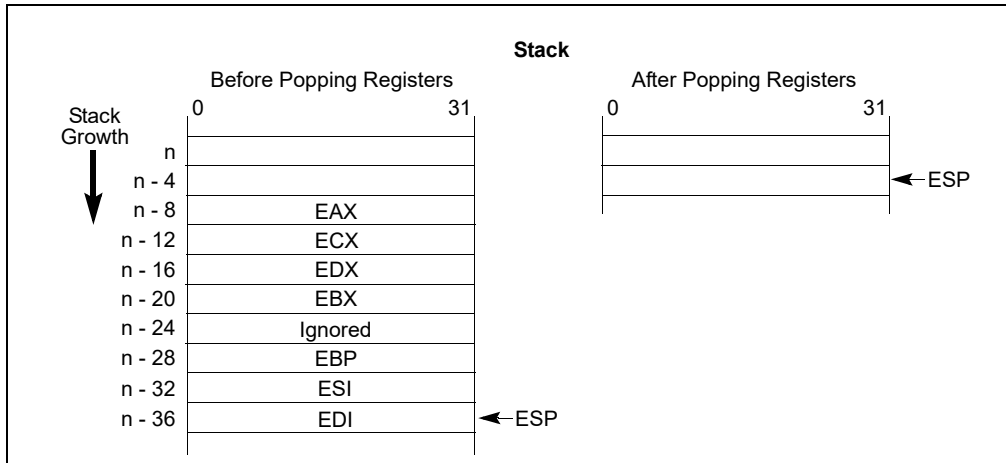 Stack
Before Popping Registers After Popping Registers
0 31 0 31
Stack
Growth
n
n - 4 ESP
n - 8 EAX
n - 12 ECX
n - 16 EDX
n - 20 EBX
n - 24 Ignored
n - 28 EBP
n - 32 ESI
n - 36 EDI ESP